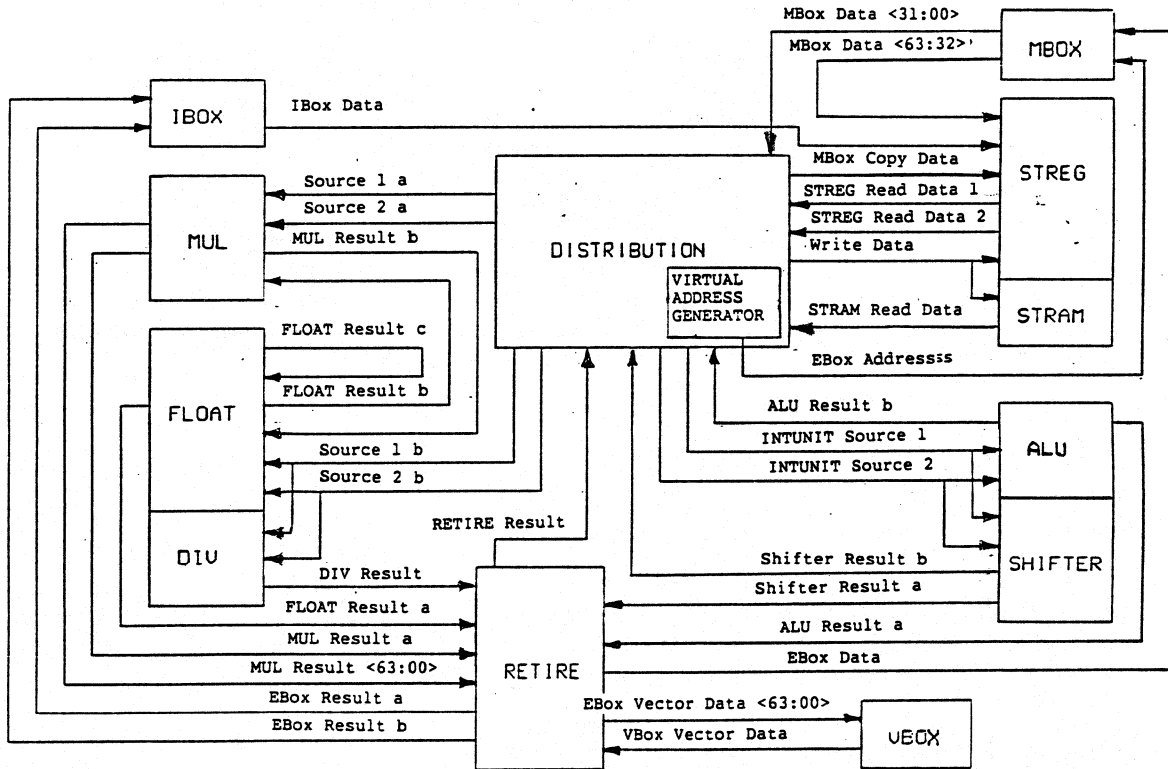 MBox Data <31:00>
MBox Data <63:32>
MBOX
IBOX
IBox Data
STREG
MBox Copy Data
STREG Read Data 1
STREG Read Data 2
Write Data
STRAM
STRAM Read Data
EBox Addressss
Source 1 a
Source 2 a
MUL
MUL Result b
DISTRIBUTION
VIRTUAL
ADDRESS
GENERATOR
FLOAT Result c
FLOAT
FLOAT Result b
Source 1 b
Source 2 b
DIV
ALU Result b
INTUNIT Source 1
ALU
INTUNIT Source 2
RETIRE Result
Shifter Result b
SHIFTER
Shifter Result a
DIV Result
FLOAT Result a
MUL Result a
MUL Result <63:00>
EBox Result a
EBox Result b
RETIRE
ALU Result a
EBox Data
EBox Vector Data <63:00>
VBox Vector Data
VBOX